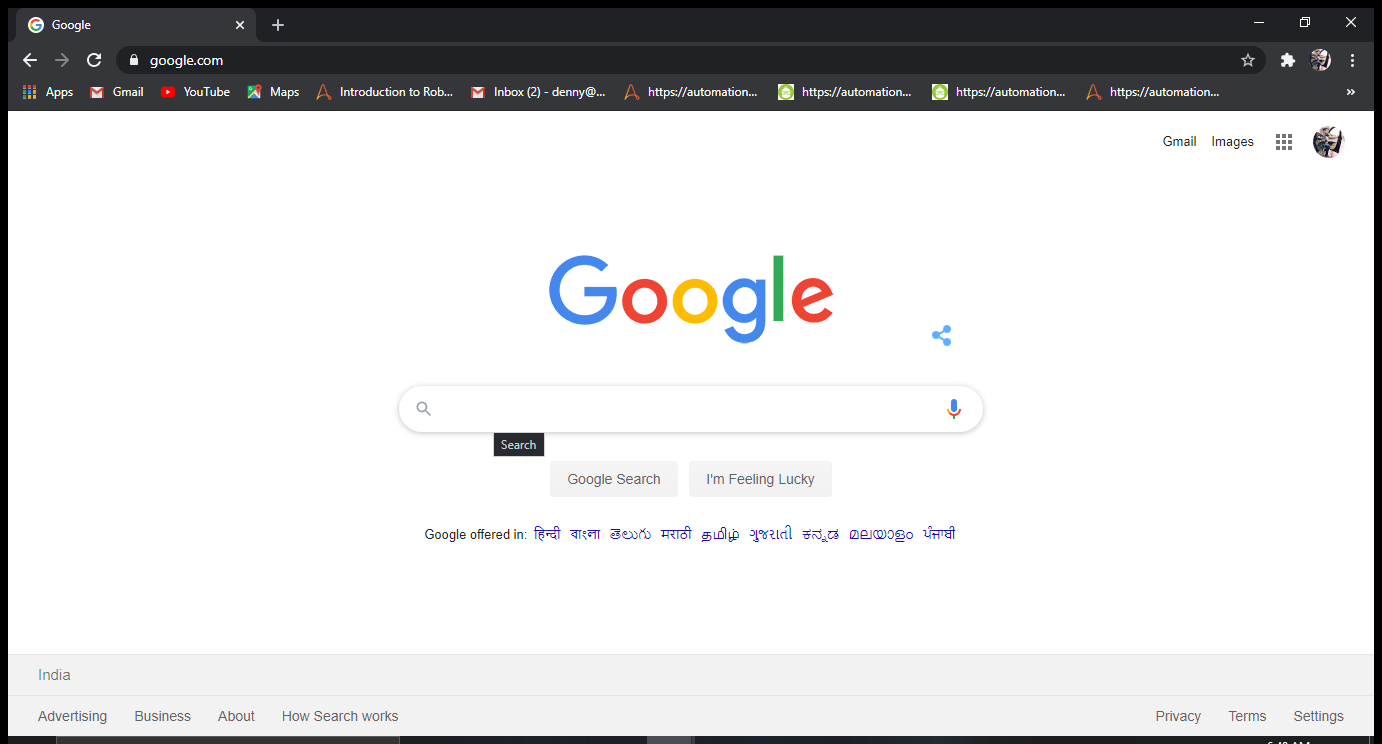 Google
google.com
Apps Gmail YouTube Maps Introduction to Rob... Inbox (2) - denny@... https://automation... https://automation... https://automation... https://automation...
Gmail Images
Google
Search
Google Search I'm Feeling Lucky
Google offered in: हिन्दी বাংলা తెలుగు मराठी தமிழ் ગુજરાતી ಕನ್ನಡ മലയാളം ਪੰਜਾਬੀ
India
Advertising Business About How Search works Privacy Terms Settings